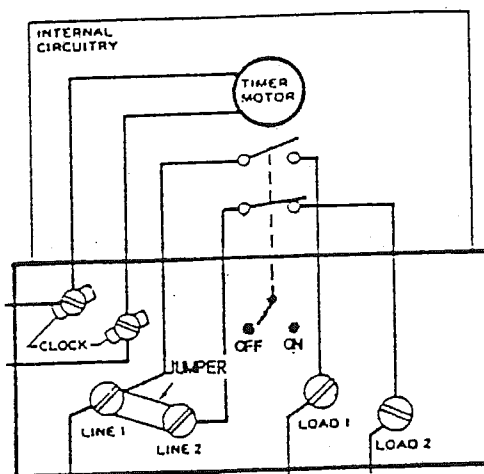 INTERNAL
CIRCUITRY
TIMER
MOTOR
CLOCK
OFF
ON
JUMPER
LINE 1
LINE 2
LOAD 1
LOAD 2